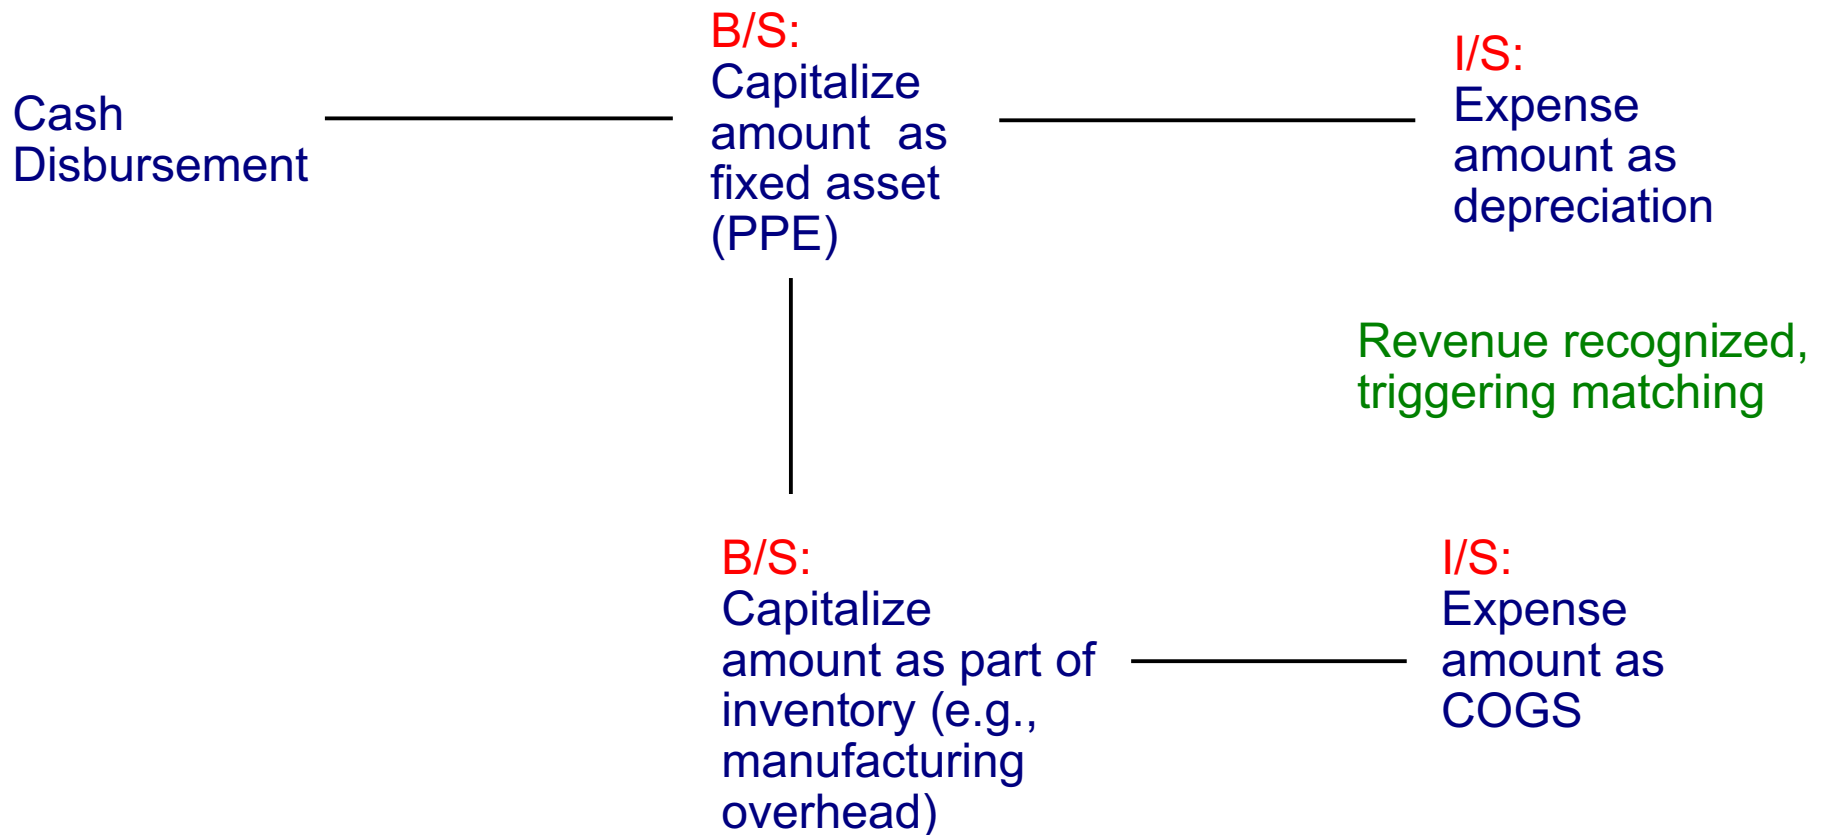 Cash
Disbursement
B/S:
Capitalize
amount  as
fixed asset
(PPE)
I/S:
Expense
amount as
depreciation
Revenue recognized,
triggering matching
B/S:
Capitalize
amount as part of
inventory (e.g.,
manufacturing
overhead)
I/S:
Expense
amount as
COGS